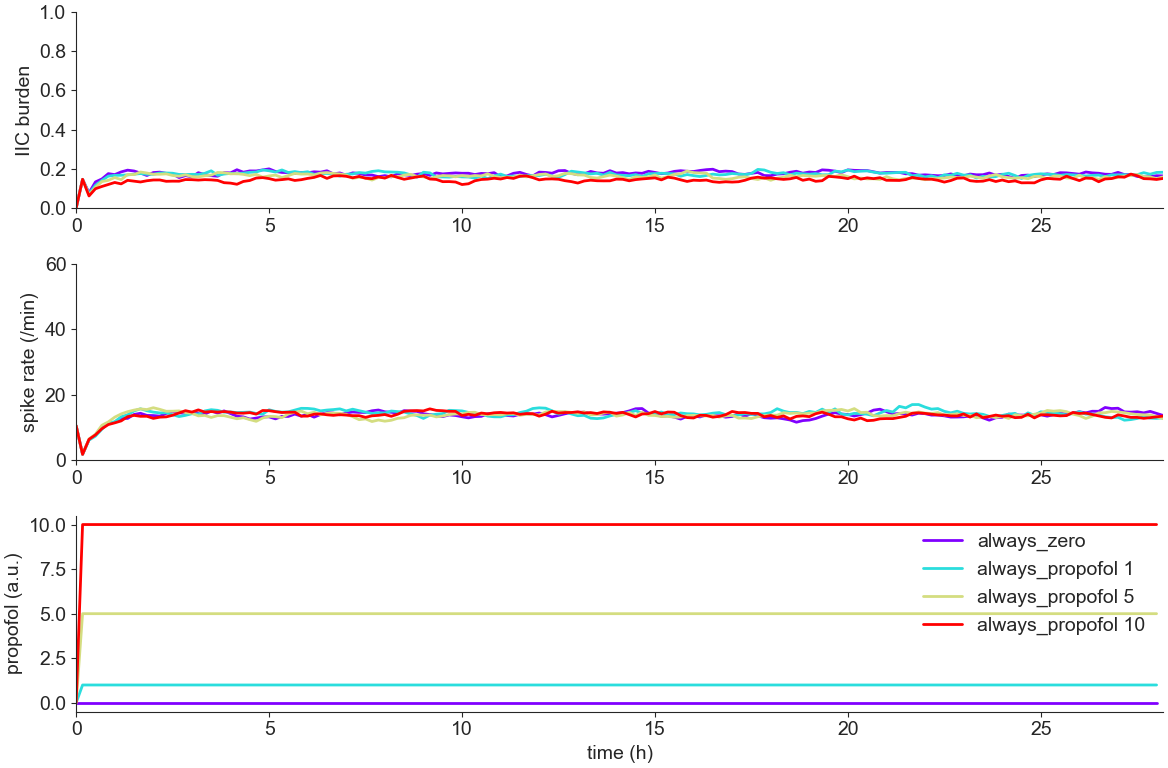 IIC burden
1.0
0.8
0.6
0.4
0.2
0.0
0 5 10 15 20 25
spike rate (/min)
60
40
20
0
0 5 10 15 20 25
propofol (a.u.)
10.0
7.5
5.0
2.5
0.0
always_zero
always_propofol 1
always_propofol 5
always_propofol 10
0 5 10 15 20 25
time (h)